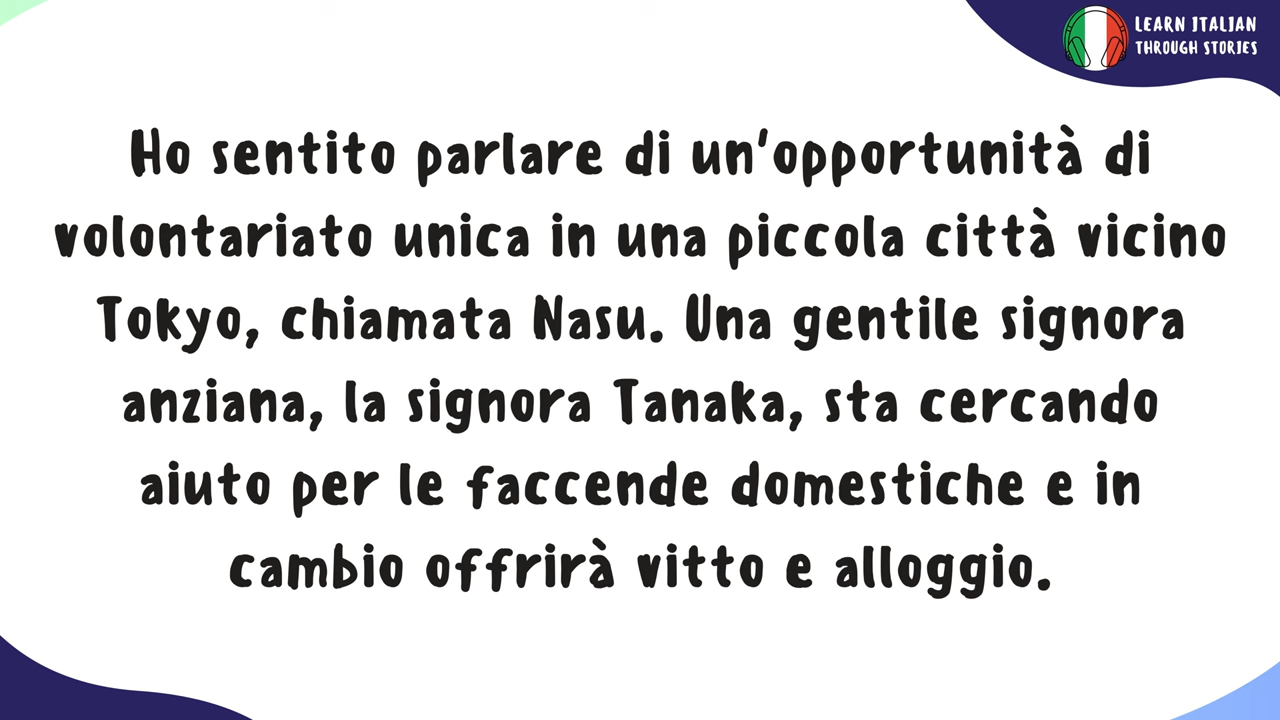 LEARN ITALIAN
THROUGH STORIES
Ho sentito parlare di un'opportunità di
volontariato unica in una piccola città vicino
Tokyo, chiamata Nasu. Una gentile signora
anziana, la signora Tanaka, sta cercando
aiuto per le faccende domestiche e in
cambio offrirà vitto e alloggio.